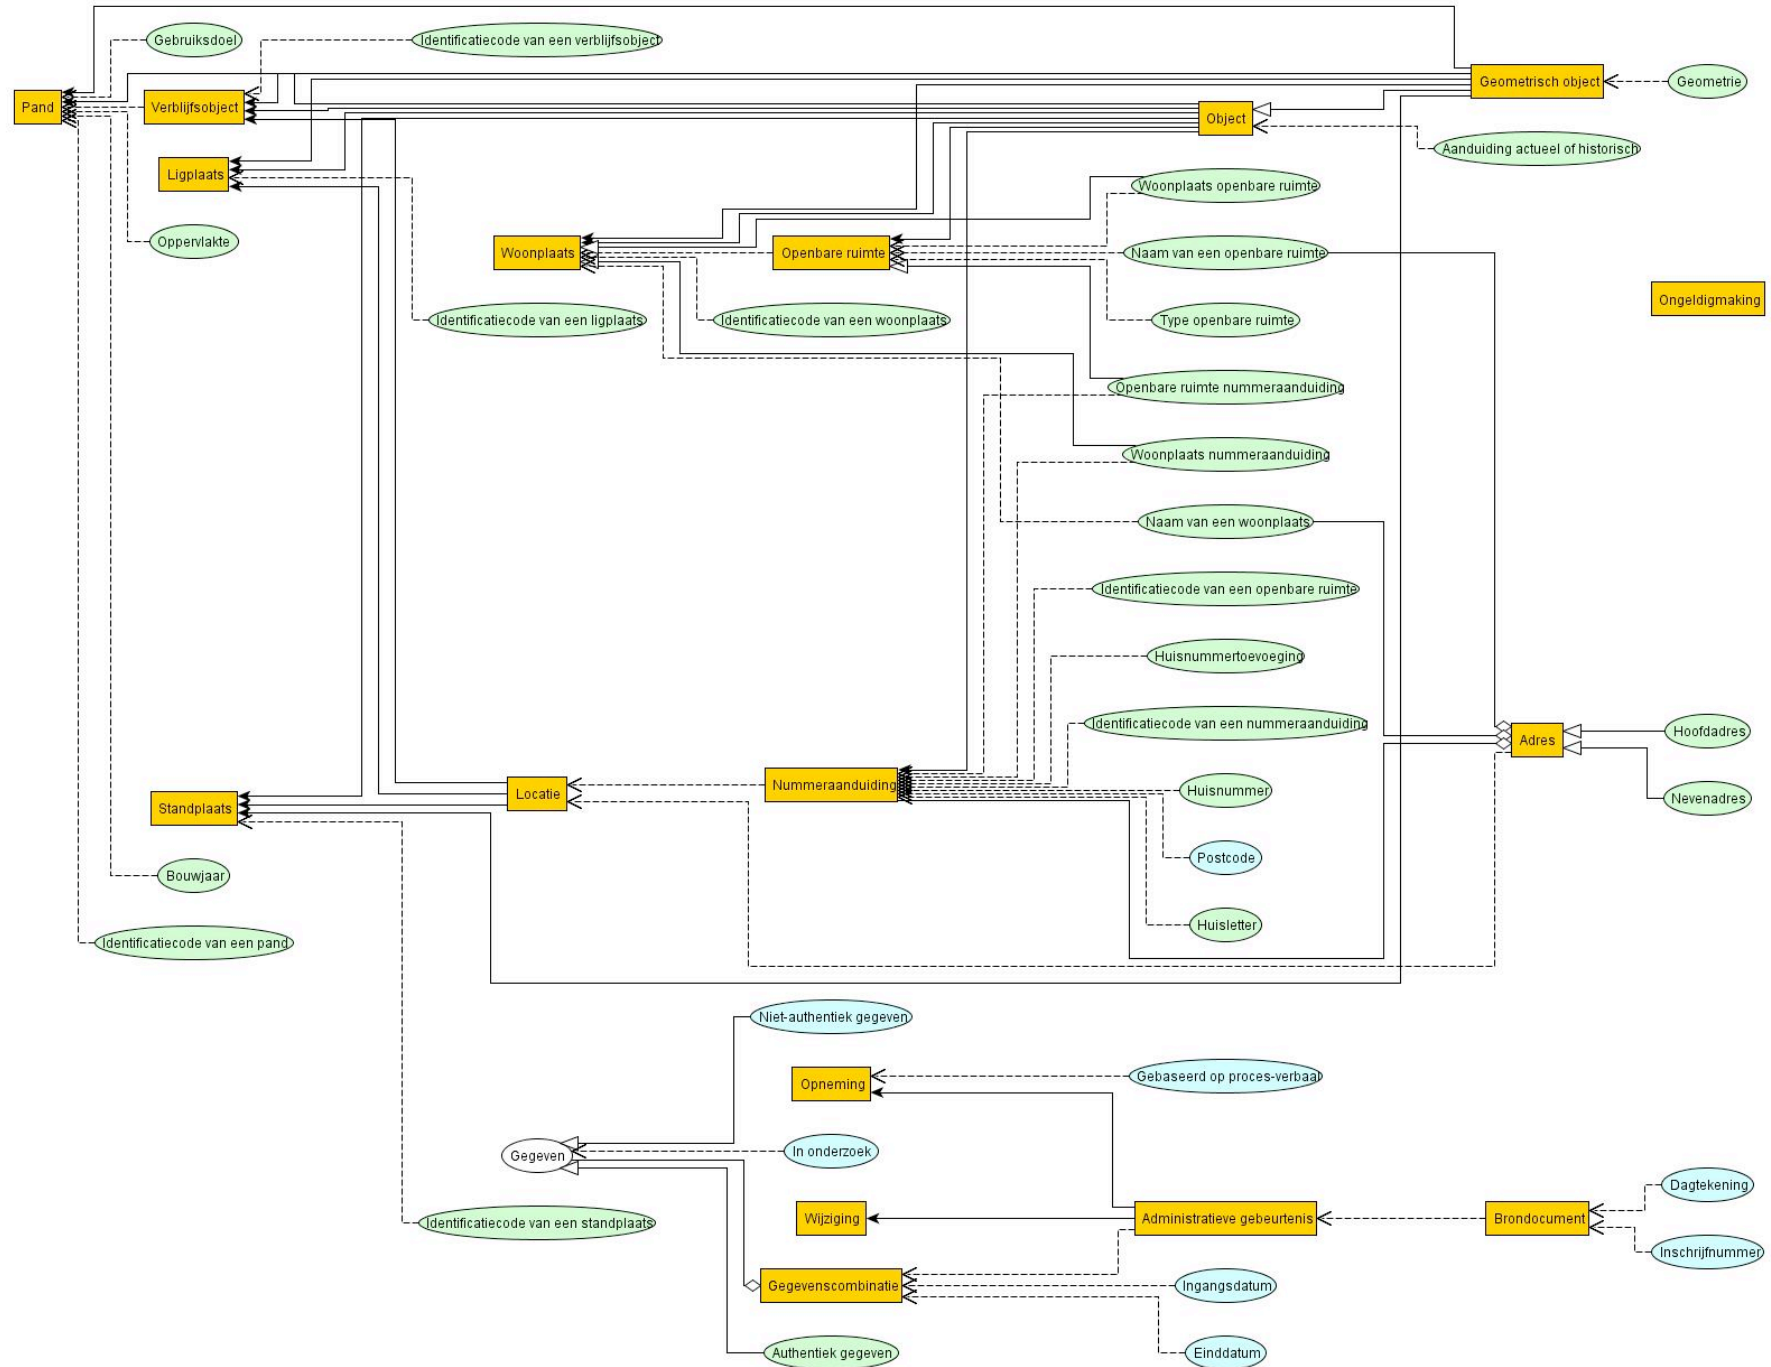 Gebruiksdoel
Identificatiecode van een verblijfsobject
Geometrisch object
Geometrie
Pand
Verblijfsobject
Object
Aanduiding actueel of historisch
Ligplaats
Woonplaats openbare ruimte
Oppervlakte
Woonplaats
Openbare ruimte
Naam van een openbare ruimte
Ongeldigmaking
Identificatiecode van een ligplaats
Identificatiecode van een woonplaats
Type openbare ruimte
Openbare ruimte nummeraanduiding
Woonplaats nummeraanduiding
Naam van een woonplaats
Identificatiecode van een openbare ruimte
Huisnummertoevoeging
Identificatiecode van een nummeraanduiding
Hoofdadres
Adres
Nummeraanduiding
Huisnummer
Nevenadres
Locatie
Standplaats
Postcode
Bouwjaar
Huisletter
Identificatiecode van een pand
Niet-authentiek gegeven
Opneming
Gebaseerd op proces-verbaal
Gegeven
In onderzoek
Dagtekening
Identificatiecode van een standplaats
Wijziging
Administratieve gebeurtenis
Brondocument
Inschrijfnummer
Gegevenscombinatie
Ingangsdatum
Authentiek gegeven
Einddatum